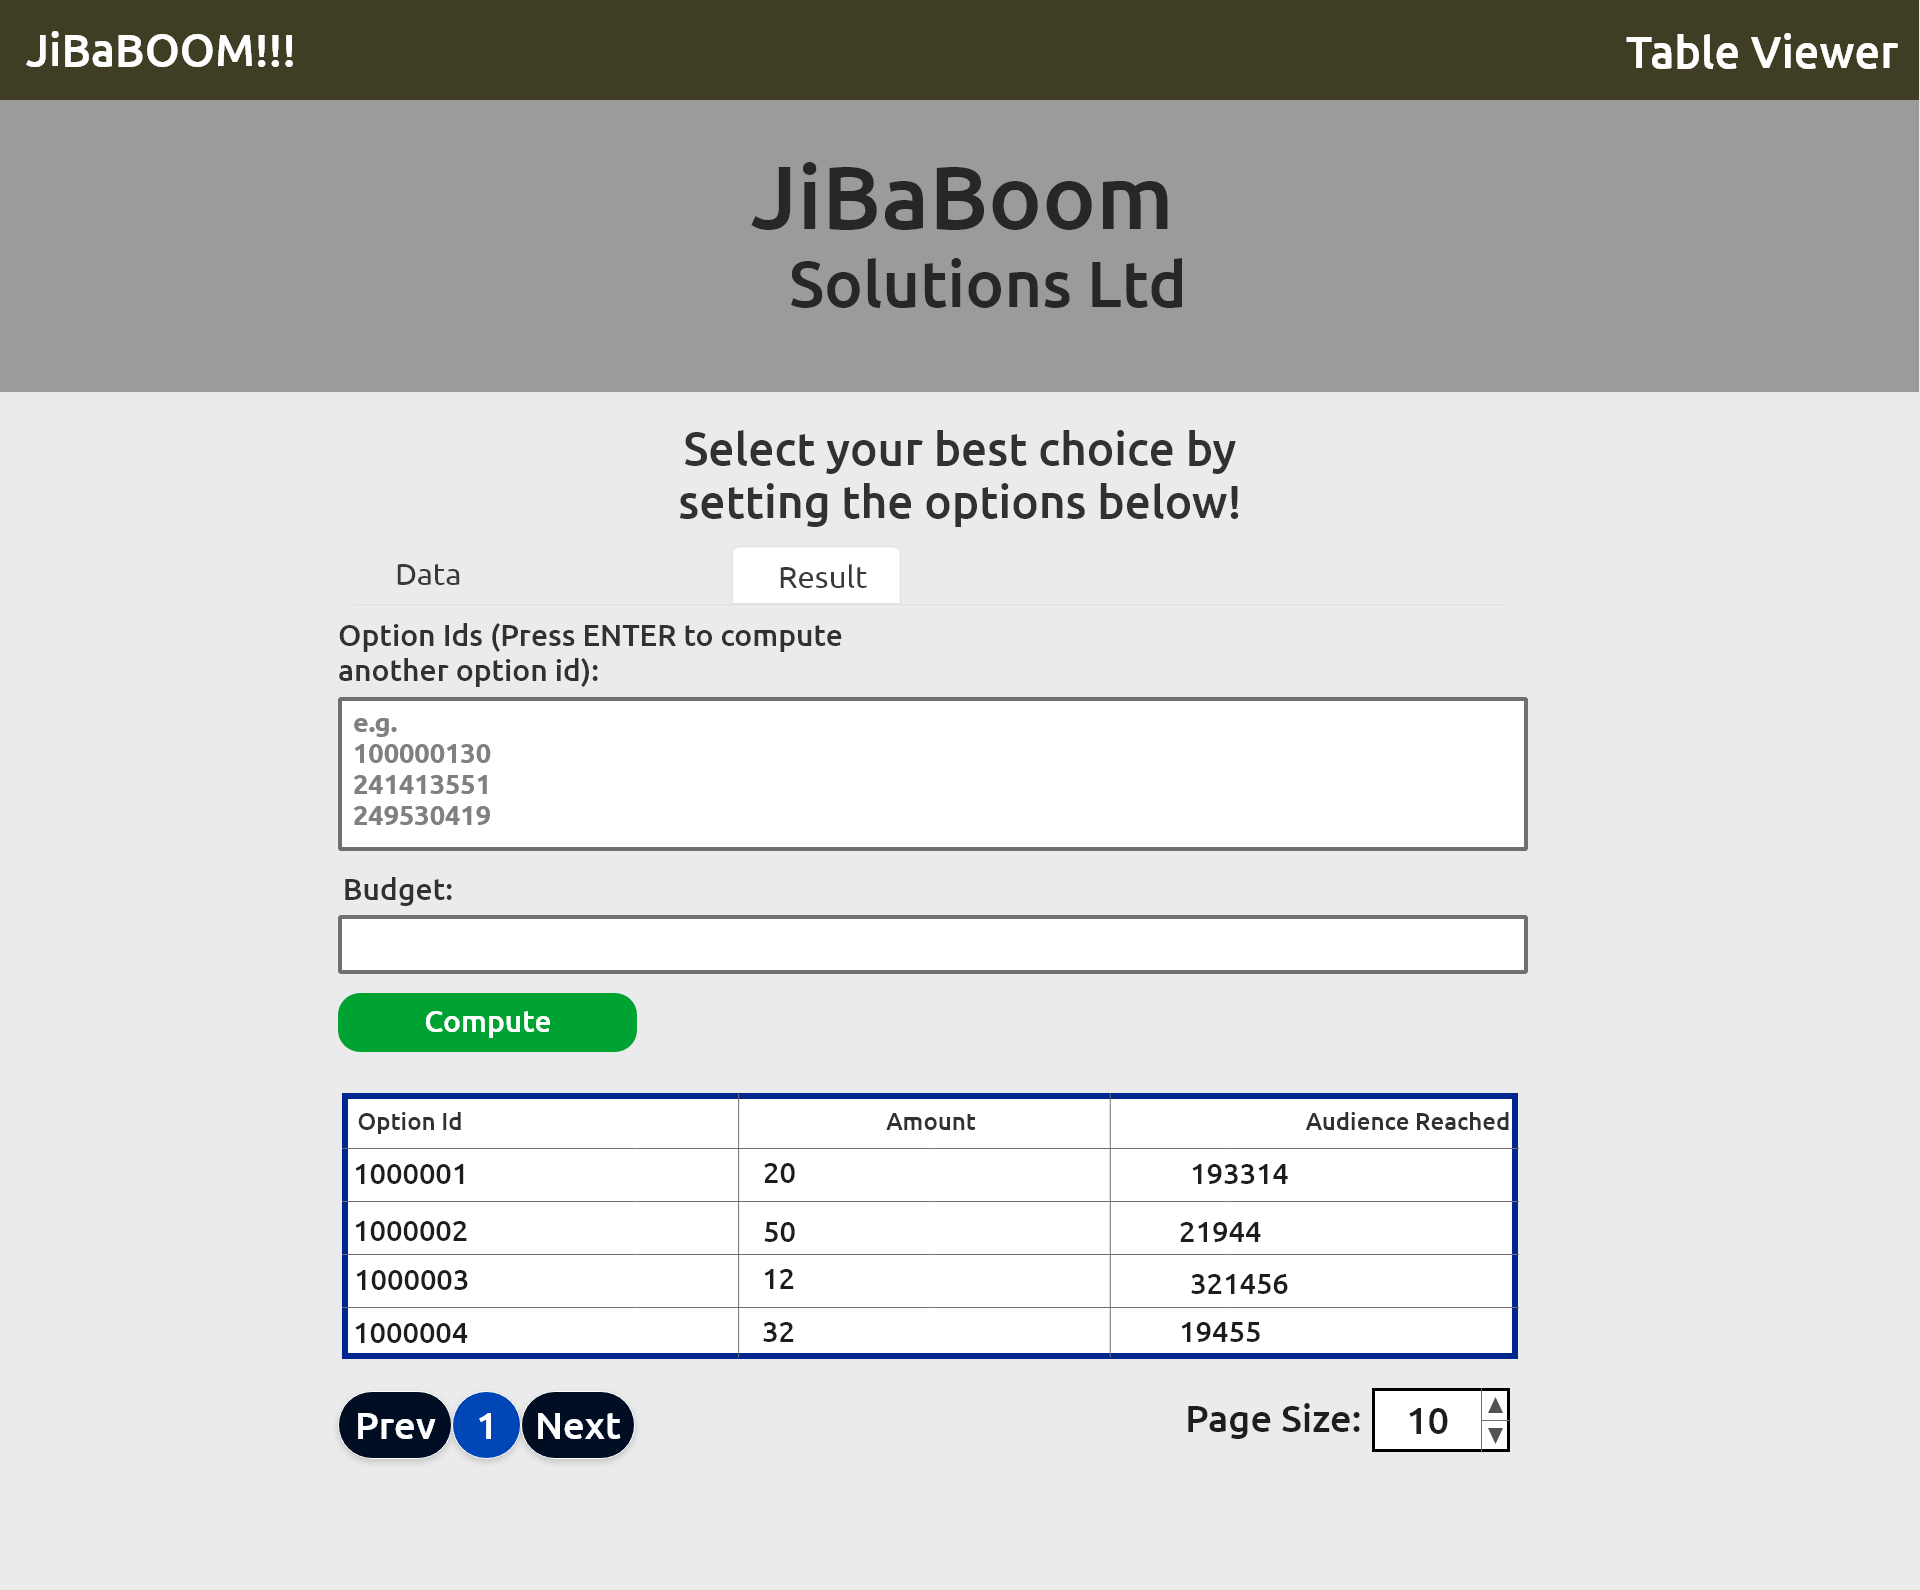 JiBaBOOM!!!
Table Viewer
JiBaBoom
Solutions Ltd
Select your best choice by
setting the options below!
Data
Result
Option Ids (Press ENTER to compute
another option id):
e.g.
100000130
241413551
249530419
Budget:
Compute
Option Id Amount Audience Reached
1000001 20 193314
1000002 50 21944
1000003 12 321456
1000004 32 19455
Prev 1 Next
Page Size: 10